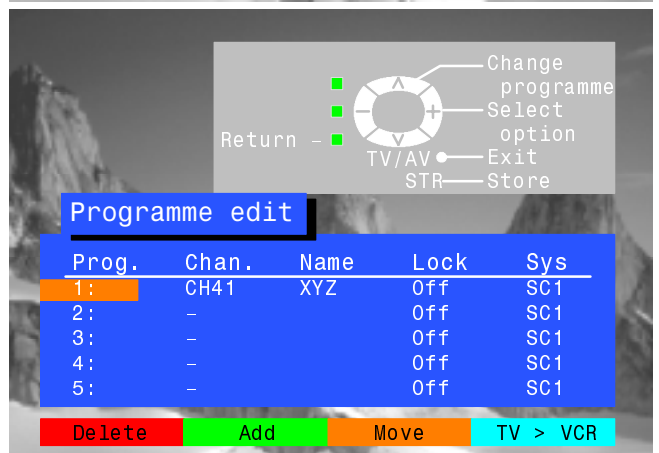 Change
programme
Select
option
Return –
TV/AV Exit
STR Store
Programme edit
Prog. Chan. Name Lock Sys
1: CH41 XYZ Off SC1
2: – Off SC1
3: – Off SC1
4: – Off SC1
5: – Off SC1
Delete Add Move TV > VCR